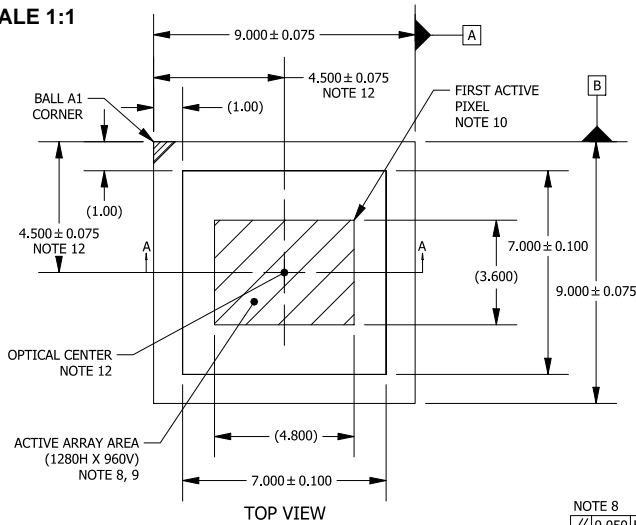 ALE 1:1
9.000 ± 0.075
A
4.500 ± 0.075
NOTE 12
BALL A1
CORNER
(1.00)
FIRST ACTIVE
PIXEL
NOTE 10
B
(1.00)
4.500 ± 0.075
NOTE 12
A
A
7.000 ± 0.100
(3.600)
9.000 ± 0.075
OPTICAL CENTER
NOTE 12
ACTIVE ARRAY AREA
(1280H X 960V)
NOTE 8, 9
(4.800)
7.000 ± 0.100
TOP VIEW
NOTE 8